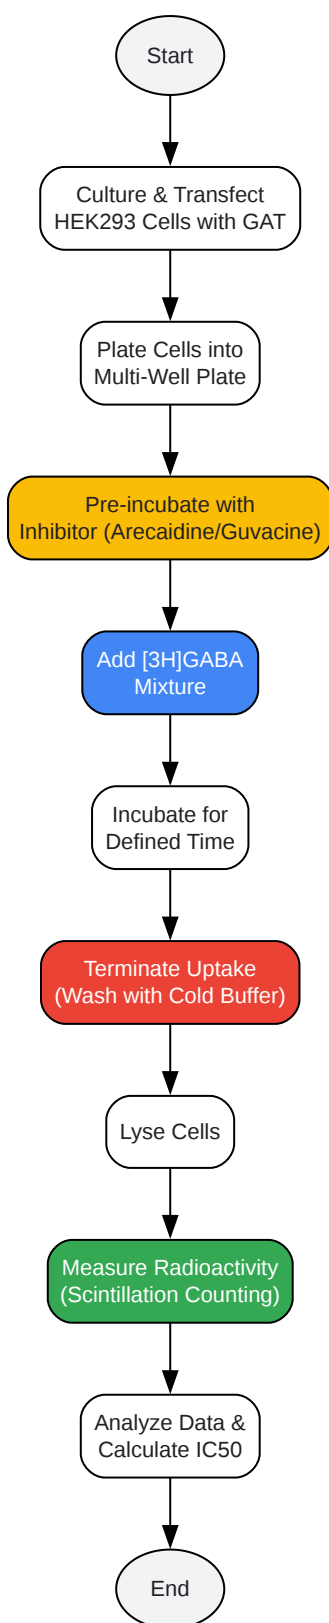 Start
Culture & Transfect
HEK293 Cells with GAT
Plate Cells into
Multi-Well Plate
Pre-incubate with
Inhibitor (Arecaidine/Guvacine)
Add [3H]GABA
Mixture
Incubate for
Defined Time
Terminate Uptake
(Wash with Cold Buffer)
Lyse Cells
Measure Radioactivity
(Scintillation Counting)
Analyze Data &
Calculate IC50
End